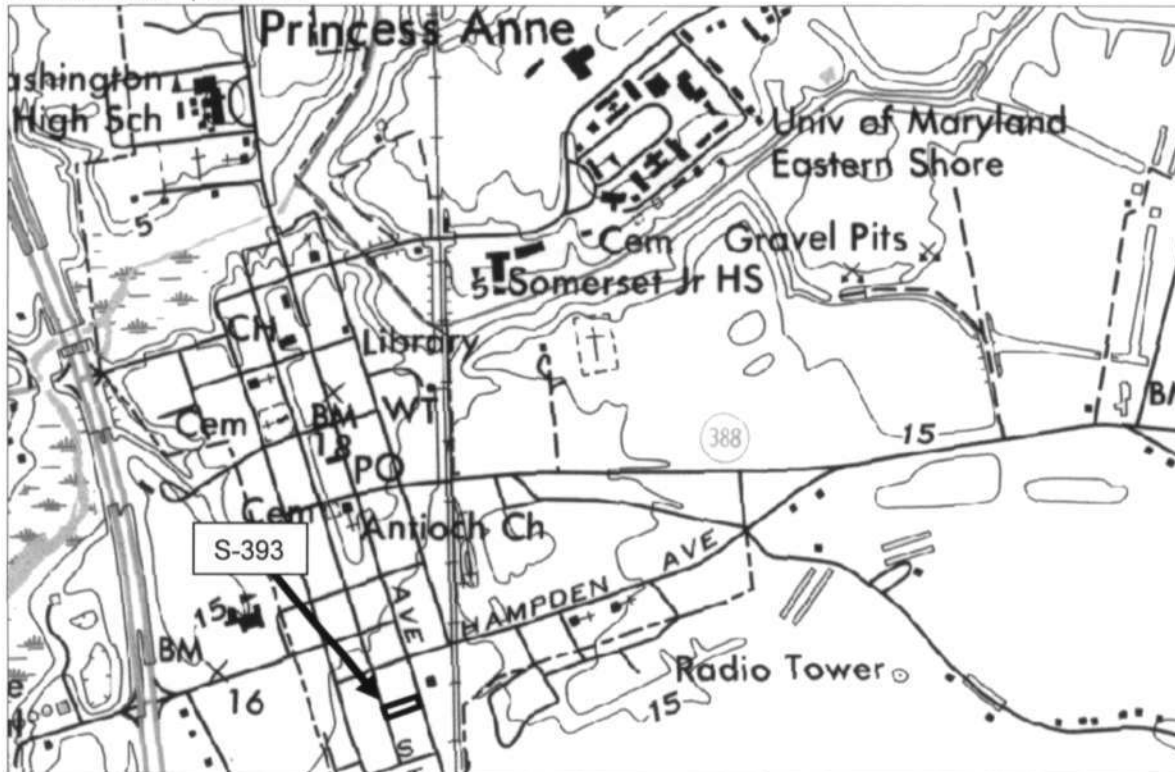 Princess Anne
ashington
High Sch
Univ of Maryland
Eastern Shore
5
Cem
Gravel Pits
5
Somerset Jr HS
CH
Library
Cem
BM
18
WT
BM
388
15
PO
Cem
Antioch Ch
S-393
AVE
HAMPDEN AVE
15
BM
16
Radio Tower
15
S